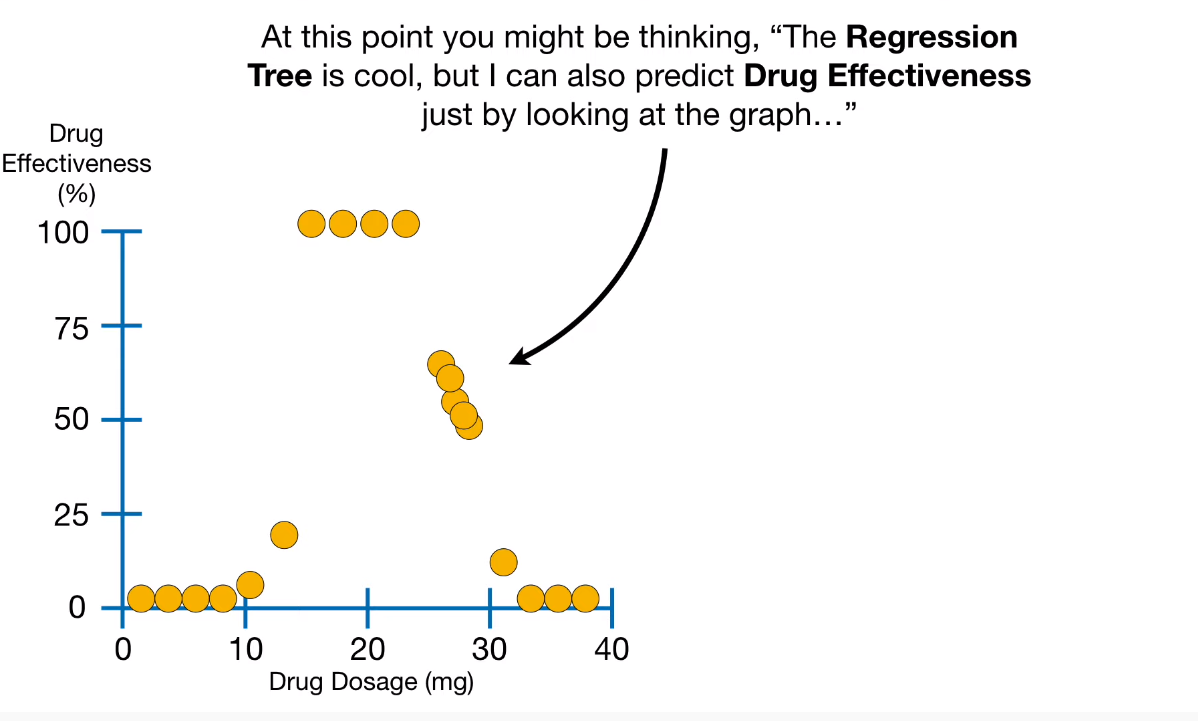 At this point you might be thinking, “The Regression
Tree is cool, but I can also predict Drug Effectiveness
just by looking at the graph…”
Drug
Effectiveness
(%)
100
75
50
25
0
0 10 20 30 40
Drug Dosage (mg)